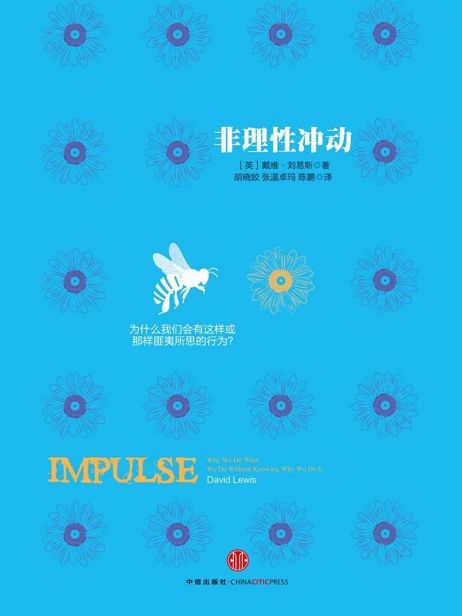 非理性冲动
［英］戴维·刘易斯◎著
胡晓姣 张温卓玛 陈鹏◎译
为什么我们会有这样或
那样匪夷所思的行为？
IMPULSE
Why We Do What
We Do Without Knowing Why We Do It
David Lewis
中信出版社·CHINACITICPRESS